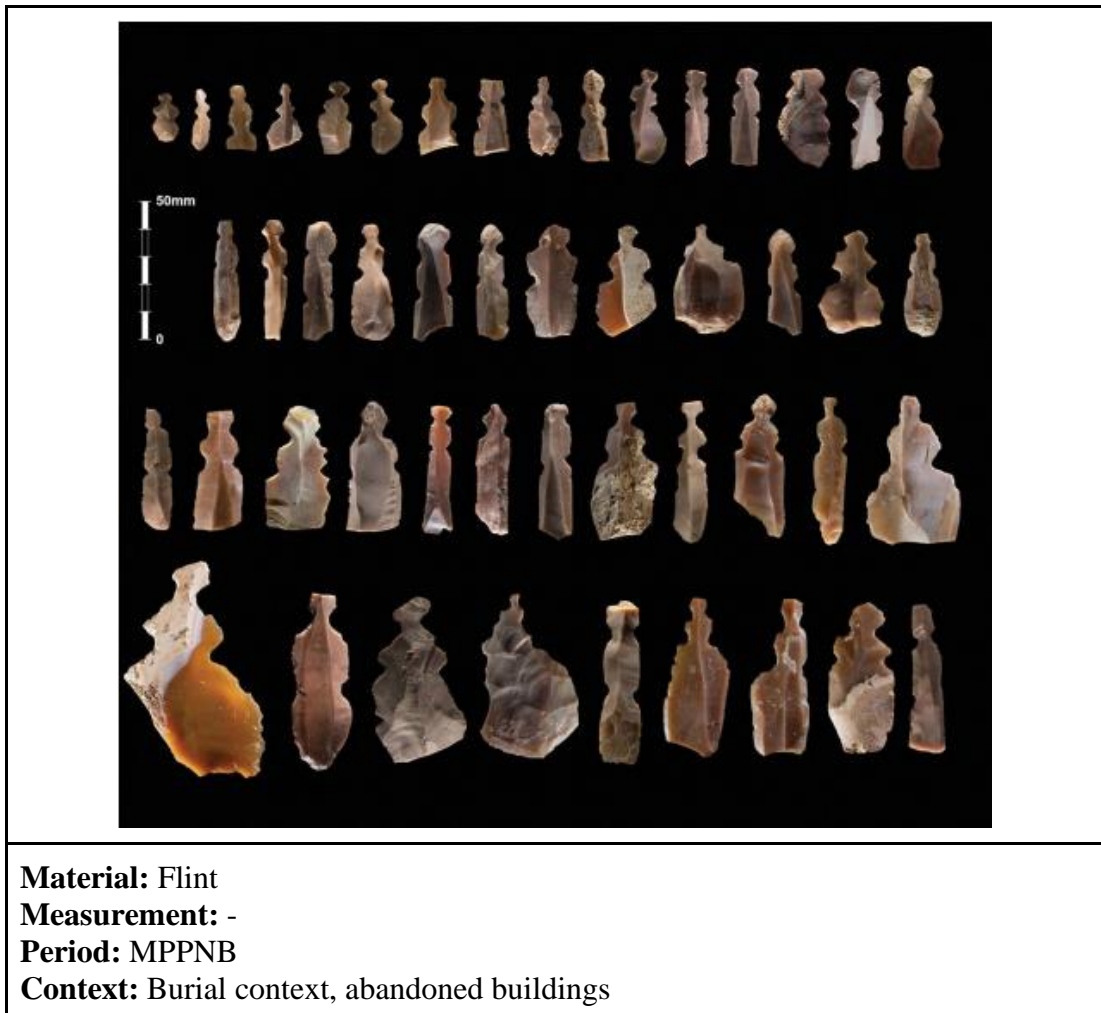 50mm
0
Material: Flint
Measurement: -
Period: MPPNB
Context: Burial context, abandoned buildings